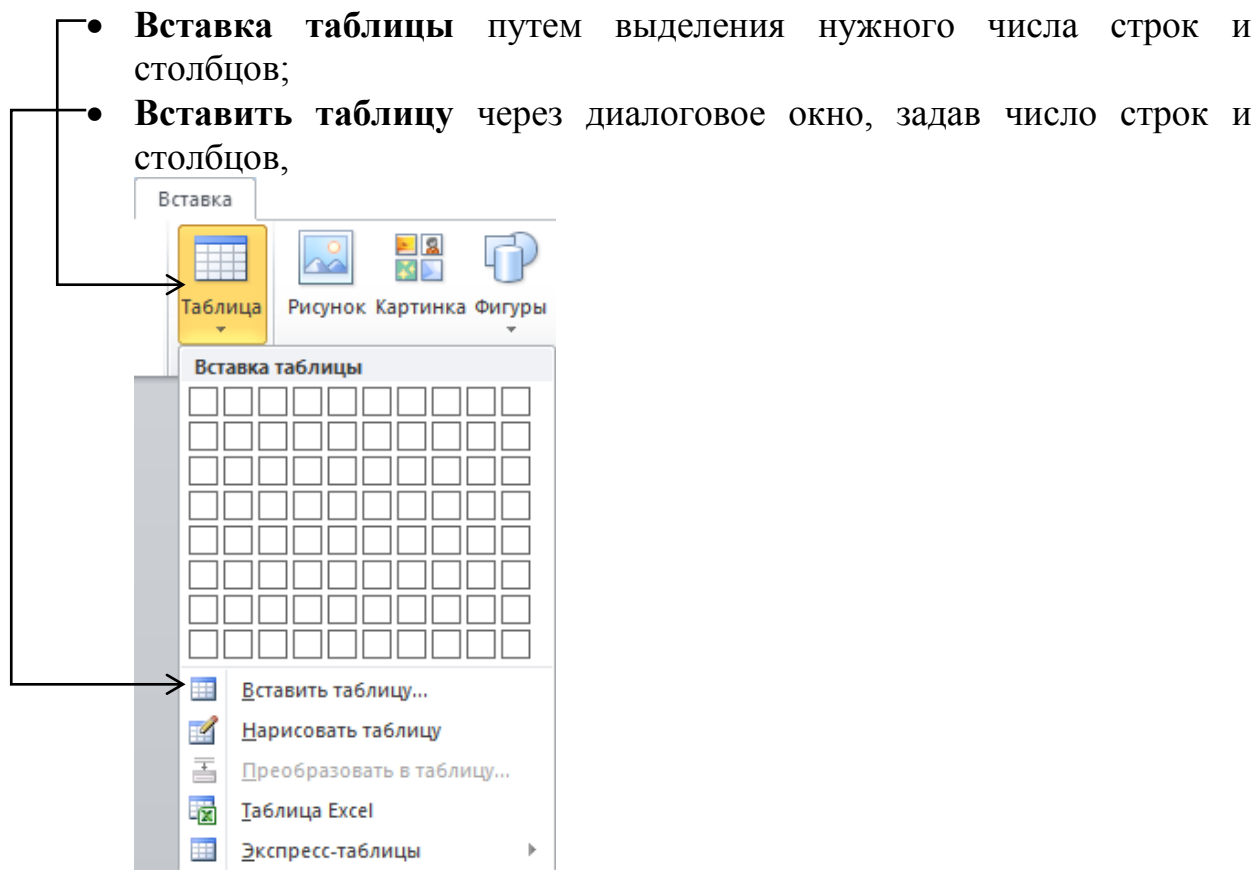 • Вставка таблицы путем выделения нужного числа строк и
столбцов;
• Вставить таблицу через диалоговое окно, задав число строк и
столбцов,
Вставка
Таблица Рисунок Картинка Фигуры
Вставка таблицы
Вставить таблицу...
Нарисовать таблицу
Преобразовать в таблицу...
Таблица Excel
Экспресс-таблицы